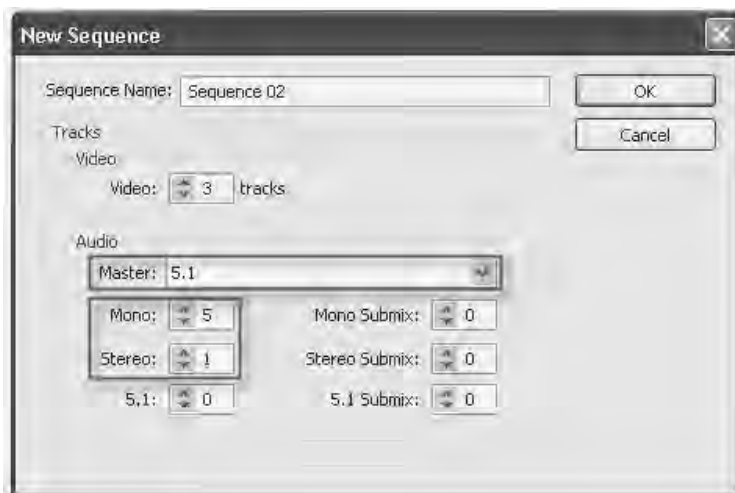 New Sequence
Sequence Name: Sequence 02
OK
Tracks
Cancel
Video
Video: 3 tracks
Audio
Master: 5.1
Mono: 5 Mono Submix: 0
Stereo: 1 Stereo Submix: 0
5.1: 0 5.1 Submix: 0